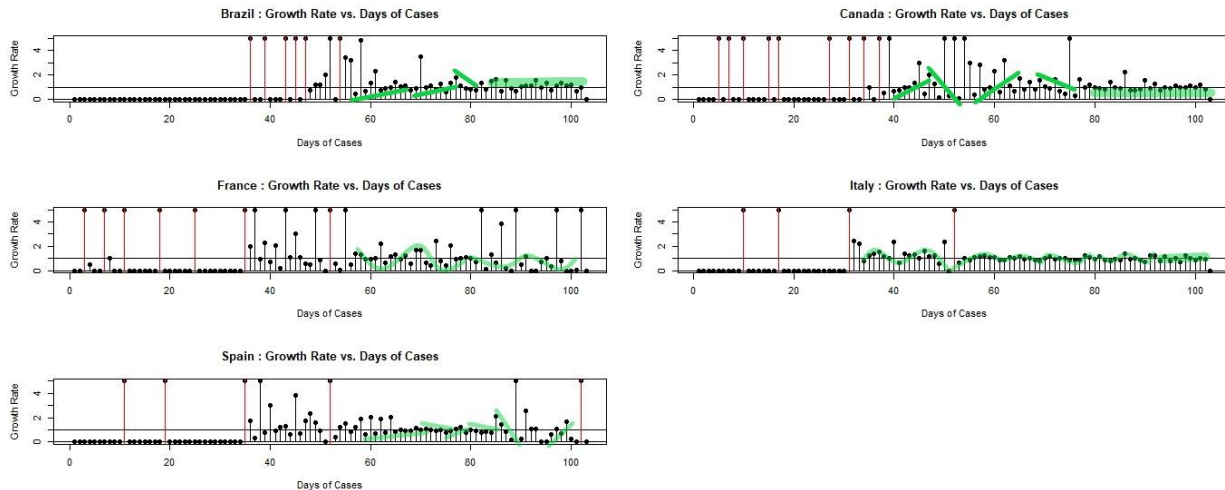 Brazil : Growth Rate vs. Days of Cases
Growth Rate
0 2 4
0 20 40 60 80 100
Days of Cases
Canada : Growth Rate vs. Days of Cases
Growth Rate
0 2 4
0 20 40 60 80 100
Days of Cases
France : Growth Rate vs. Days of Cases
Growth Rate
0 2 4
0 20 40 60 80 100
Days of Cases
Italy : Growth Rate vs. Days of Cases
Growth Rate
0 2 4
0 20 40 60 80 100
Days of Cases
Spain : Growth Rate vs. Days of Cases
Growth Rate
0 2 4
0 20 40 60 80 100
Days of Cases